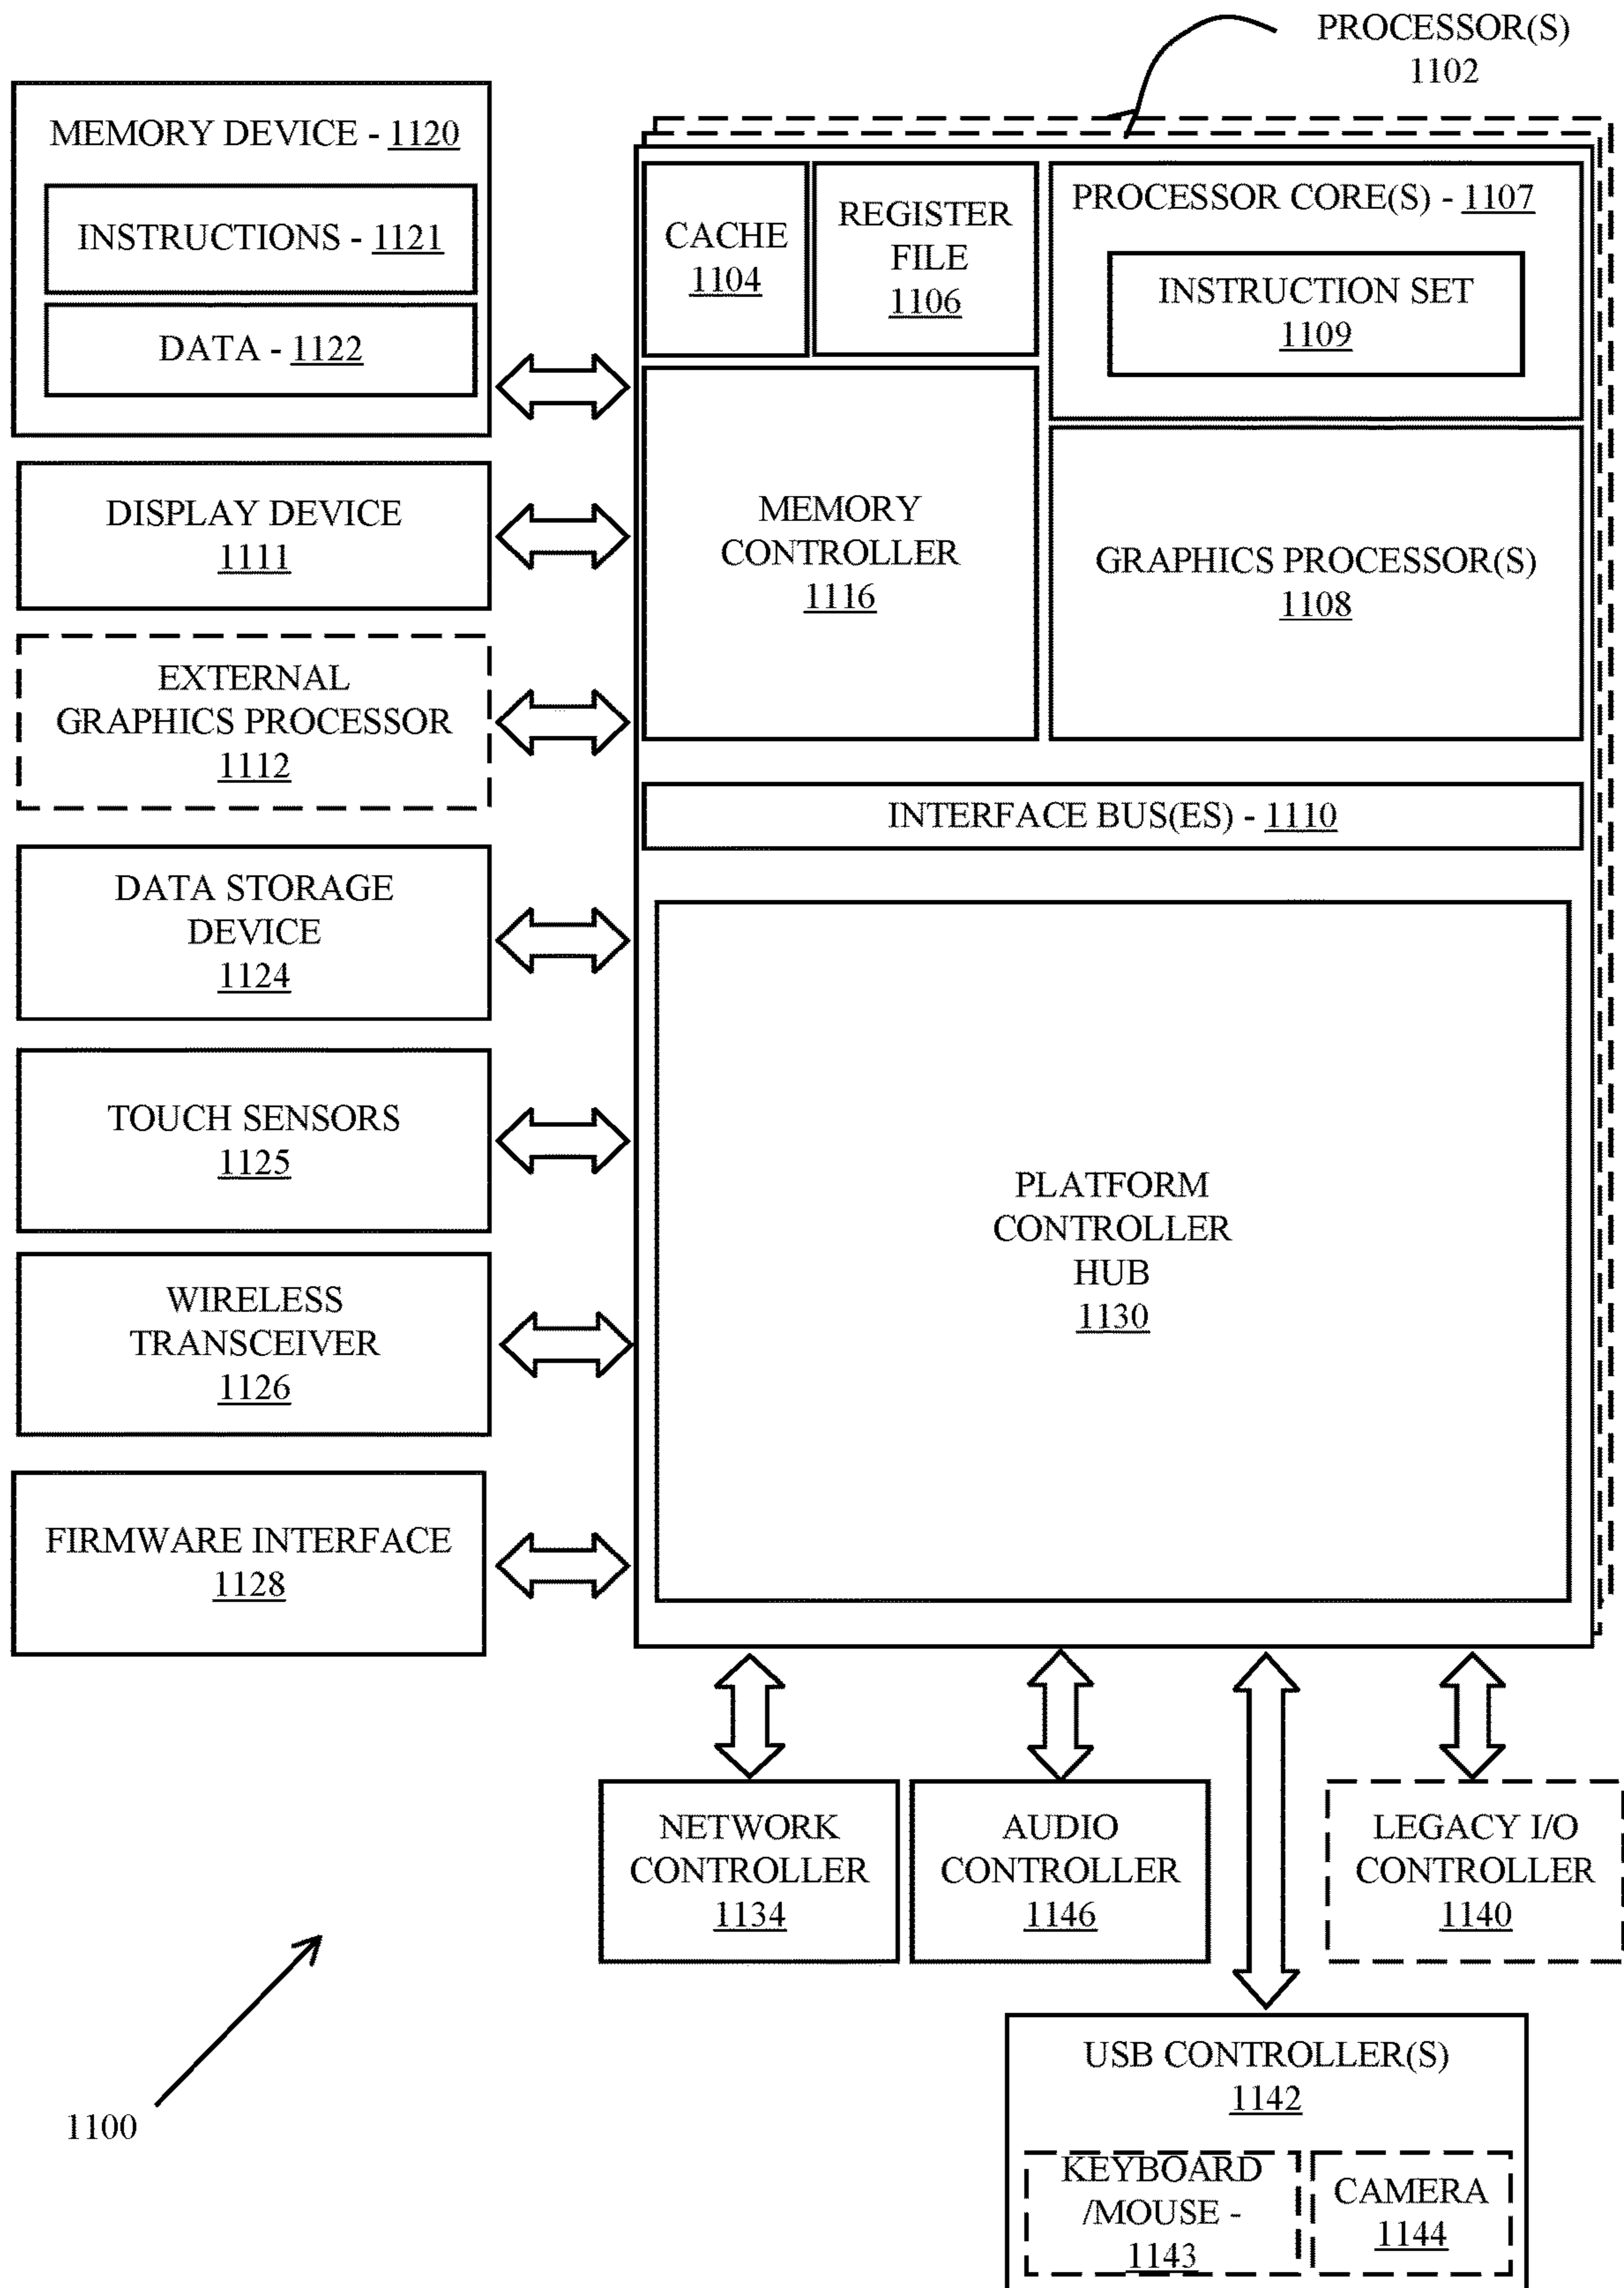 PROCESSOR(S)
1102
MEMORY DEVICE - 1120
INSTRUCTIONS - 1121
DATA - 1122
CACHE
1104
REGISTER
FILE
1106
PROCESSOR CORE(S) - 1107
INSTRUCTION SET
1109
DISPLAY DEVICE
1111
MEMORY
CONTROLLER
1116
GRAPHICS PROCESSOR(S)
1108
EXTERNAL
GRAPHICS PROCESSOR
1112
INTERFACE BUS(ES) - 1110
DATA STORAGE
DEVICE
1124
TOUCH SENSORS
1125
PLATFORM
CONTROLLER
HUB
1130
WIRELESS
TRANSCEIVER
1126
FIRMWARE INTERFACE
1128
NETWORK
CONTROLLER
1134
AUDIO
CONTROLLER
1146
LEGACY I/O
CONTROLLER
1140
USB CONTROLLER(S)
1142
KEYBOARD
/MOUSE -
1143
CAMERA
1144
1100